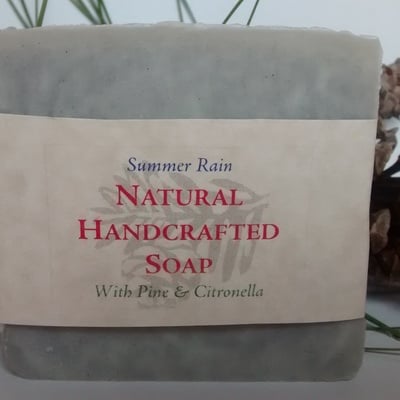 Summer Rain
NATURAL
HANDCRAFTED
SOAP
With Pine & Citronella